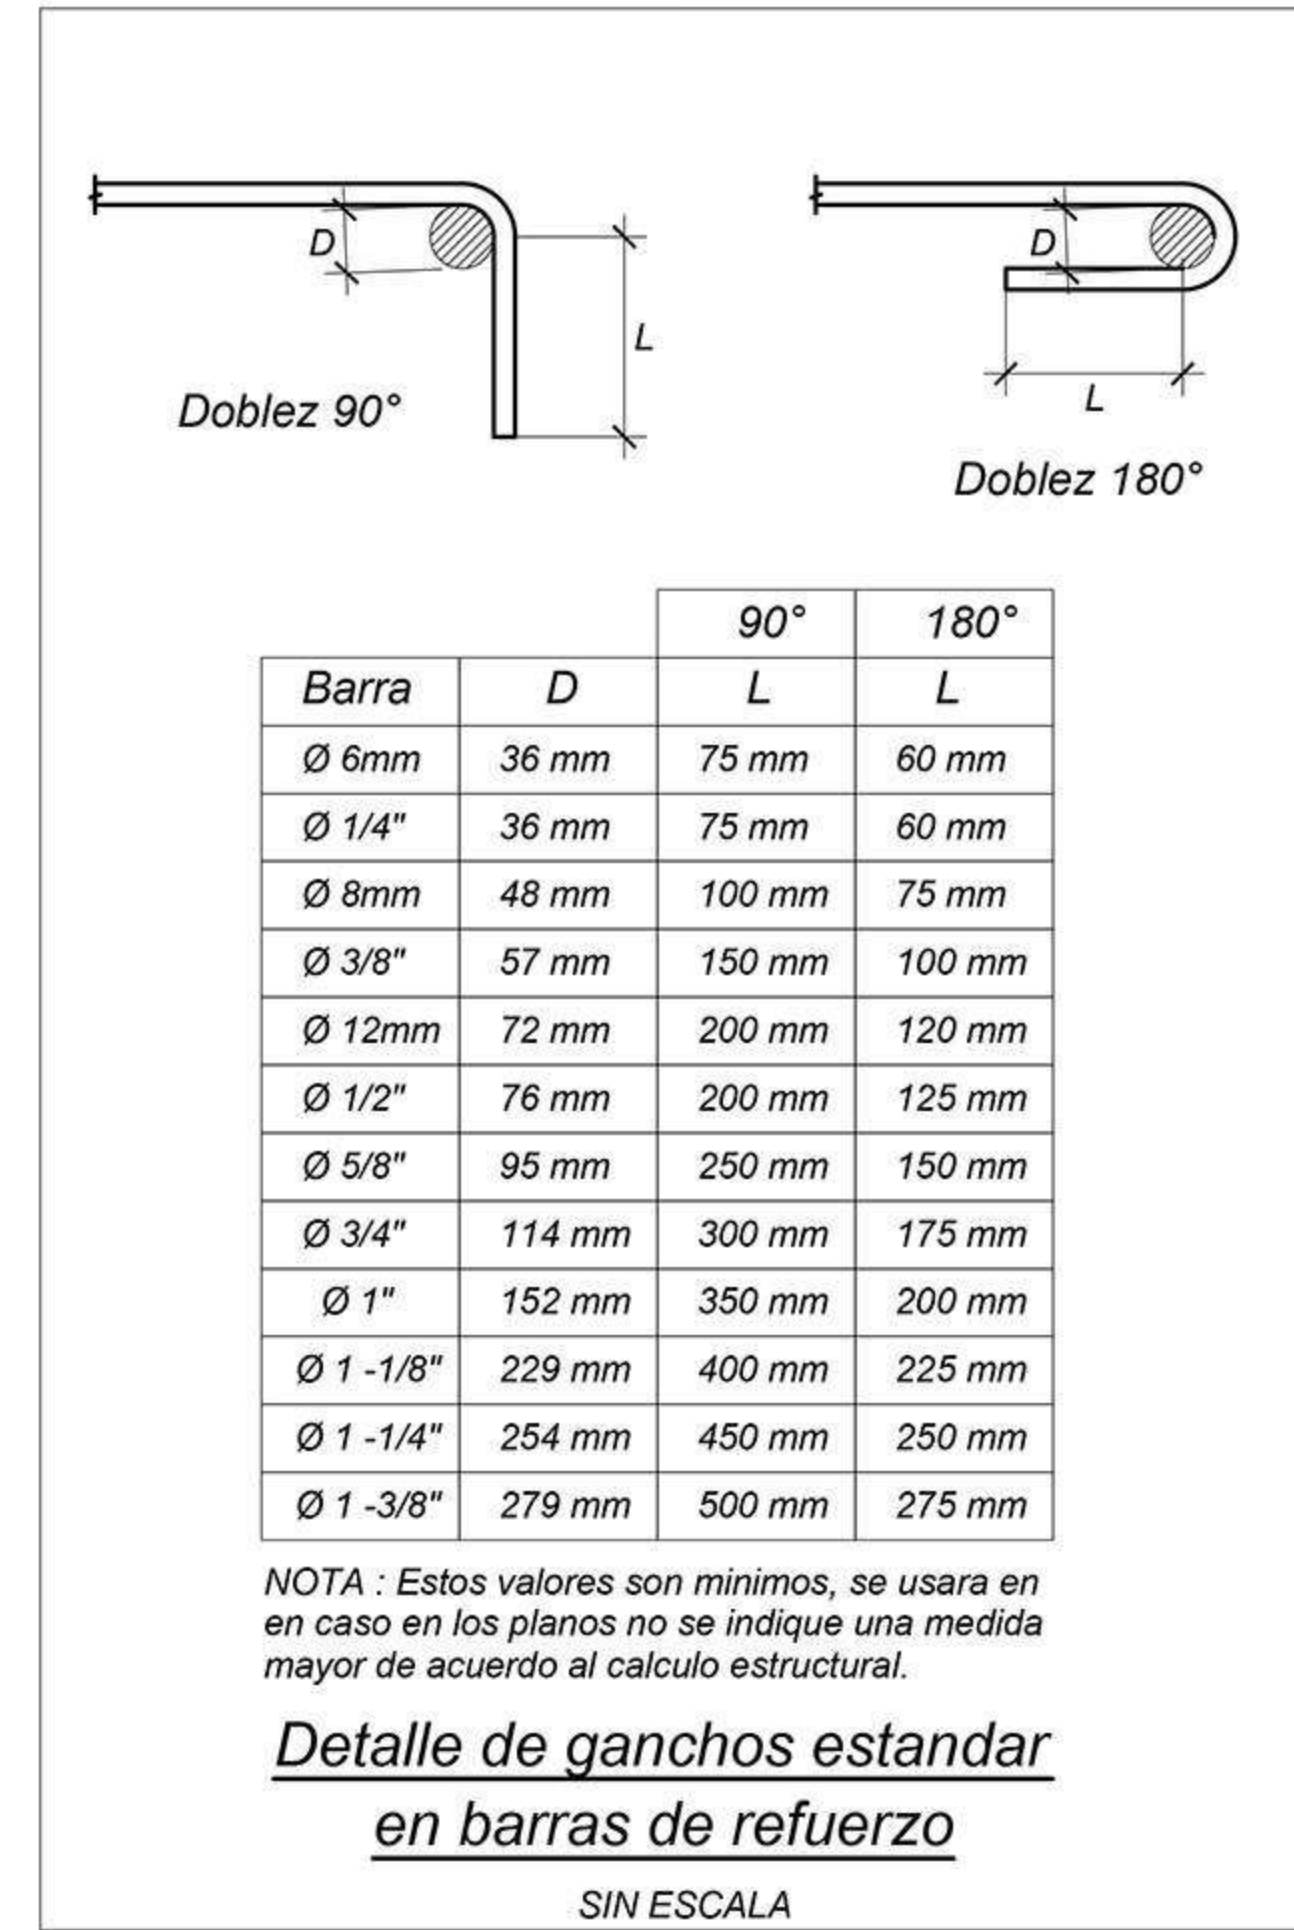 D
L
Doblez 90°
D
L
Doblez 180°
90° 180°
Barra D L L
Ø 6mm 36 mm 75 mm 60 mm
Ø 1/4" 36 mm 75 mm 60 mm
Ø 8mm 48 mm 100 mm 75 mm
Ø 3/8" 57 mm 150 mm 100 mm
Ø 12mm 72 mm 200 mm 120 mm
Ø 1/2" 76 mm 200 mm 125 mm
Ø 5/8" 95 mm 250 mm 150 mm
Ø 3/4" 114 mm 300 mm 175 mm
Ø 1" 152 mm 350 mm 200 mm
Ø 1 -1/8" 229 mm 400 mm 225 mm
Ø 1 -1/4" 254 mm 450 mm 250 mm
Ø 1 -3/8" 279 mm 500 mm 275 mm
NOTA : Estos valores son minimos, se usara en
en caso en los planos no se indique una medida
mayor de acuerdo al calculo estructural.
Detalle de ganchos estandar
en barras de refuerzo
SIN ESCALA